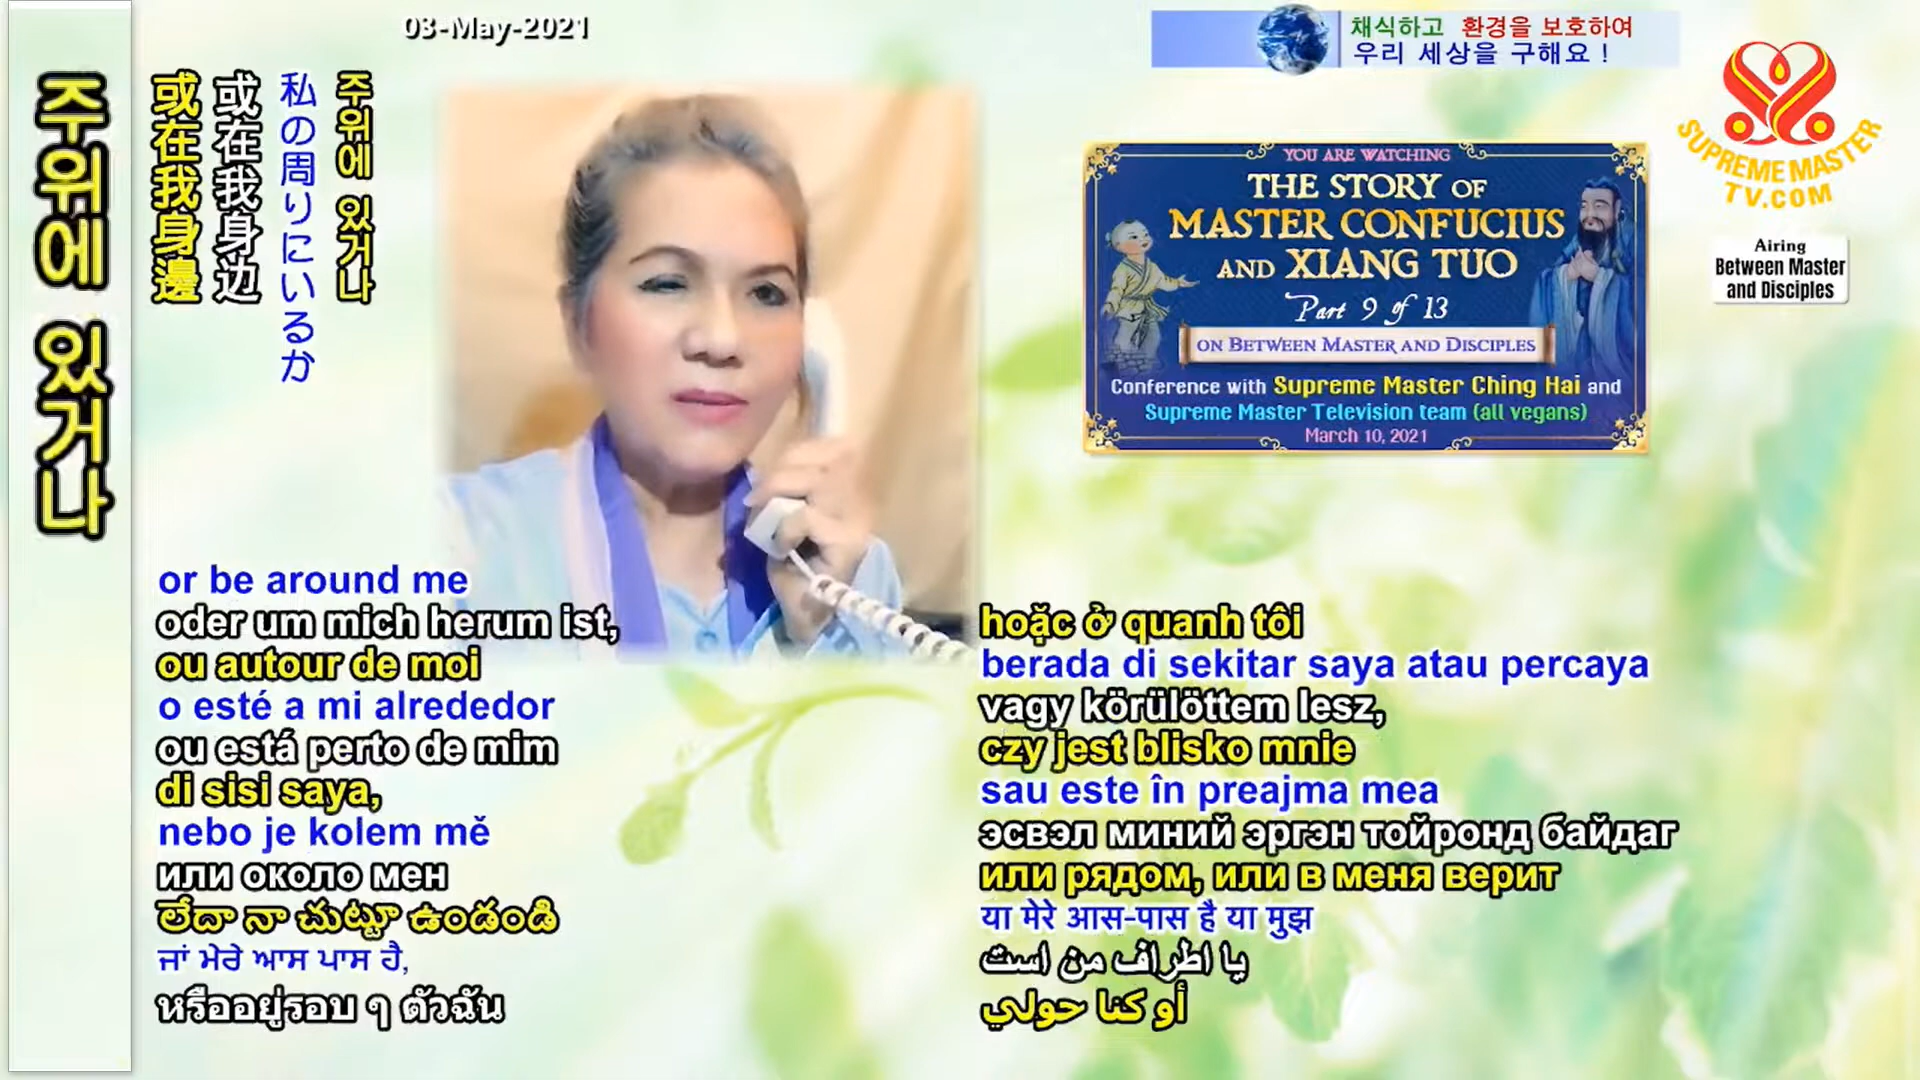 03-May-2021
채식하고 환경을 보호하여
우리 세상을 구해요 !
SUPREME MASTER
TV.COM
Airing
Between Master
and Disciples
YOU ARE WATCHING
THE STORY OF
MASTER CONFUCIUS
AND XIANG TUO
Part 9 of 13
ON BETWEEN MASTER AND DISCIPLES
Conference with Supreme Master Ching Hai and
Supreme Master Television team (all vegans)
March 10, 2021
주위에 있거나
或在我身邊
或在我身边
私の周りにいるか
주위에 있거나
or be around me
oder um mich herum ist,
ou autour de moi
o esté a mi alrededor
ou está perto de mim
di sisi saya,
nebo je kolem mě
или около мен
లేదా నా చుట్టూ ఉండండి
ਜਾਂ ਮੇਰੇ ਆਸ ਪਾਸ ਹੈ,
หรืออยู่รอบ ๆ ตัวฉัน
hoặc ở quanh tôi
berada di sekitar saya atau percaya
vagy körülöttem lesz,
czy jest blisko mnie
sau este în preajma mea
эсвэл миний эргэн тойронд байдаг
или рядом, или в меня верит
या मेरे आस-पास है या मुझ
یا اطراف من است
أو كنا حولي